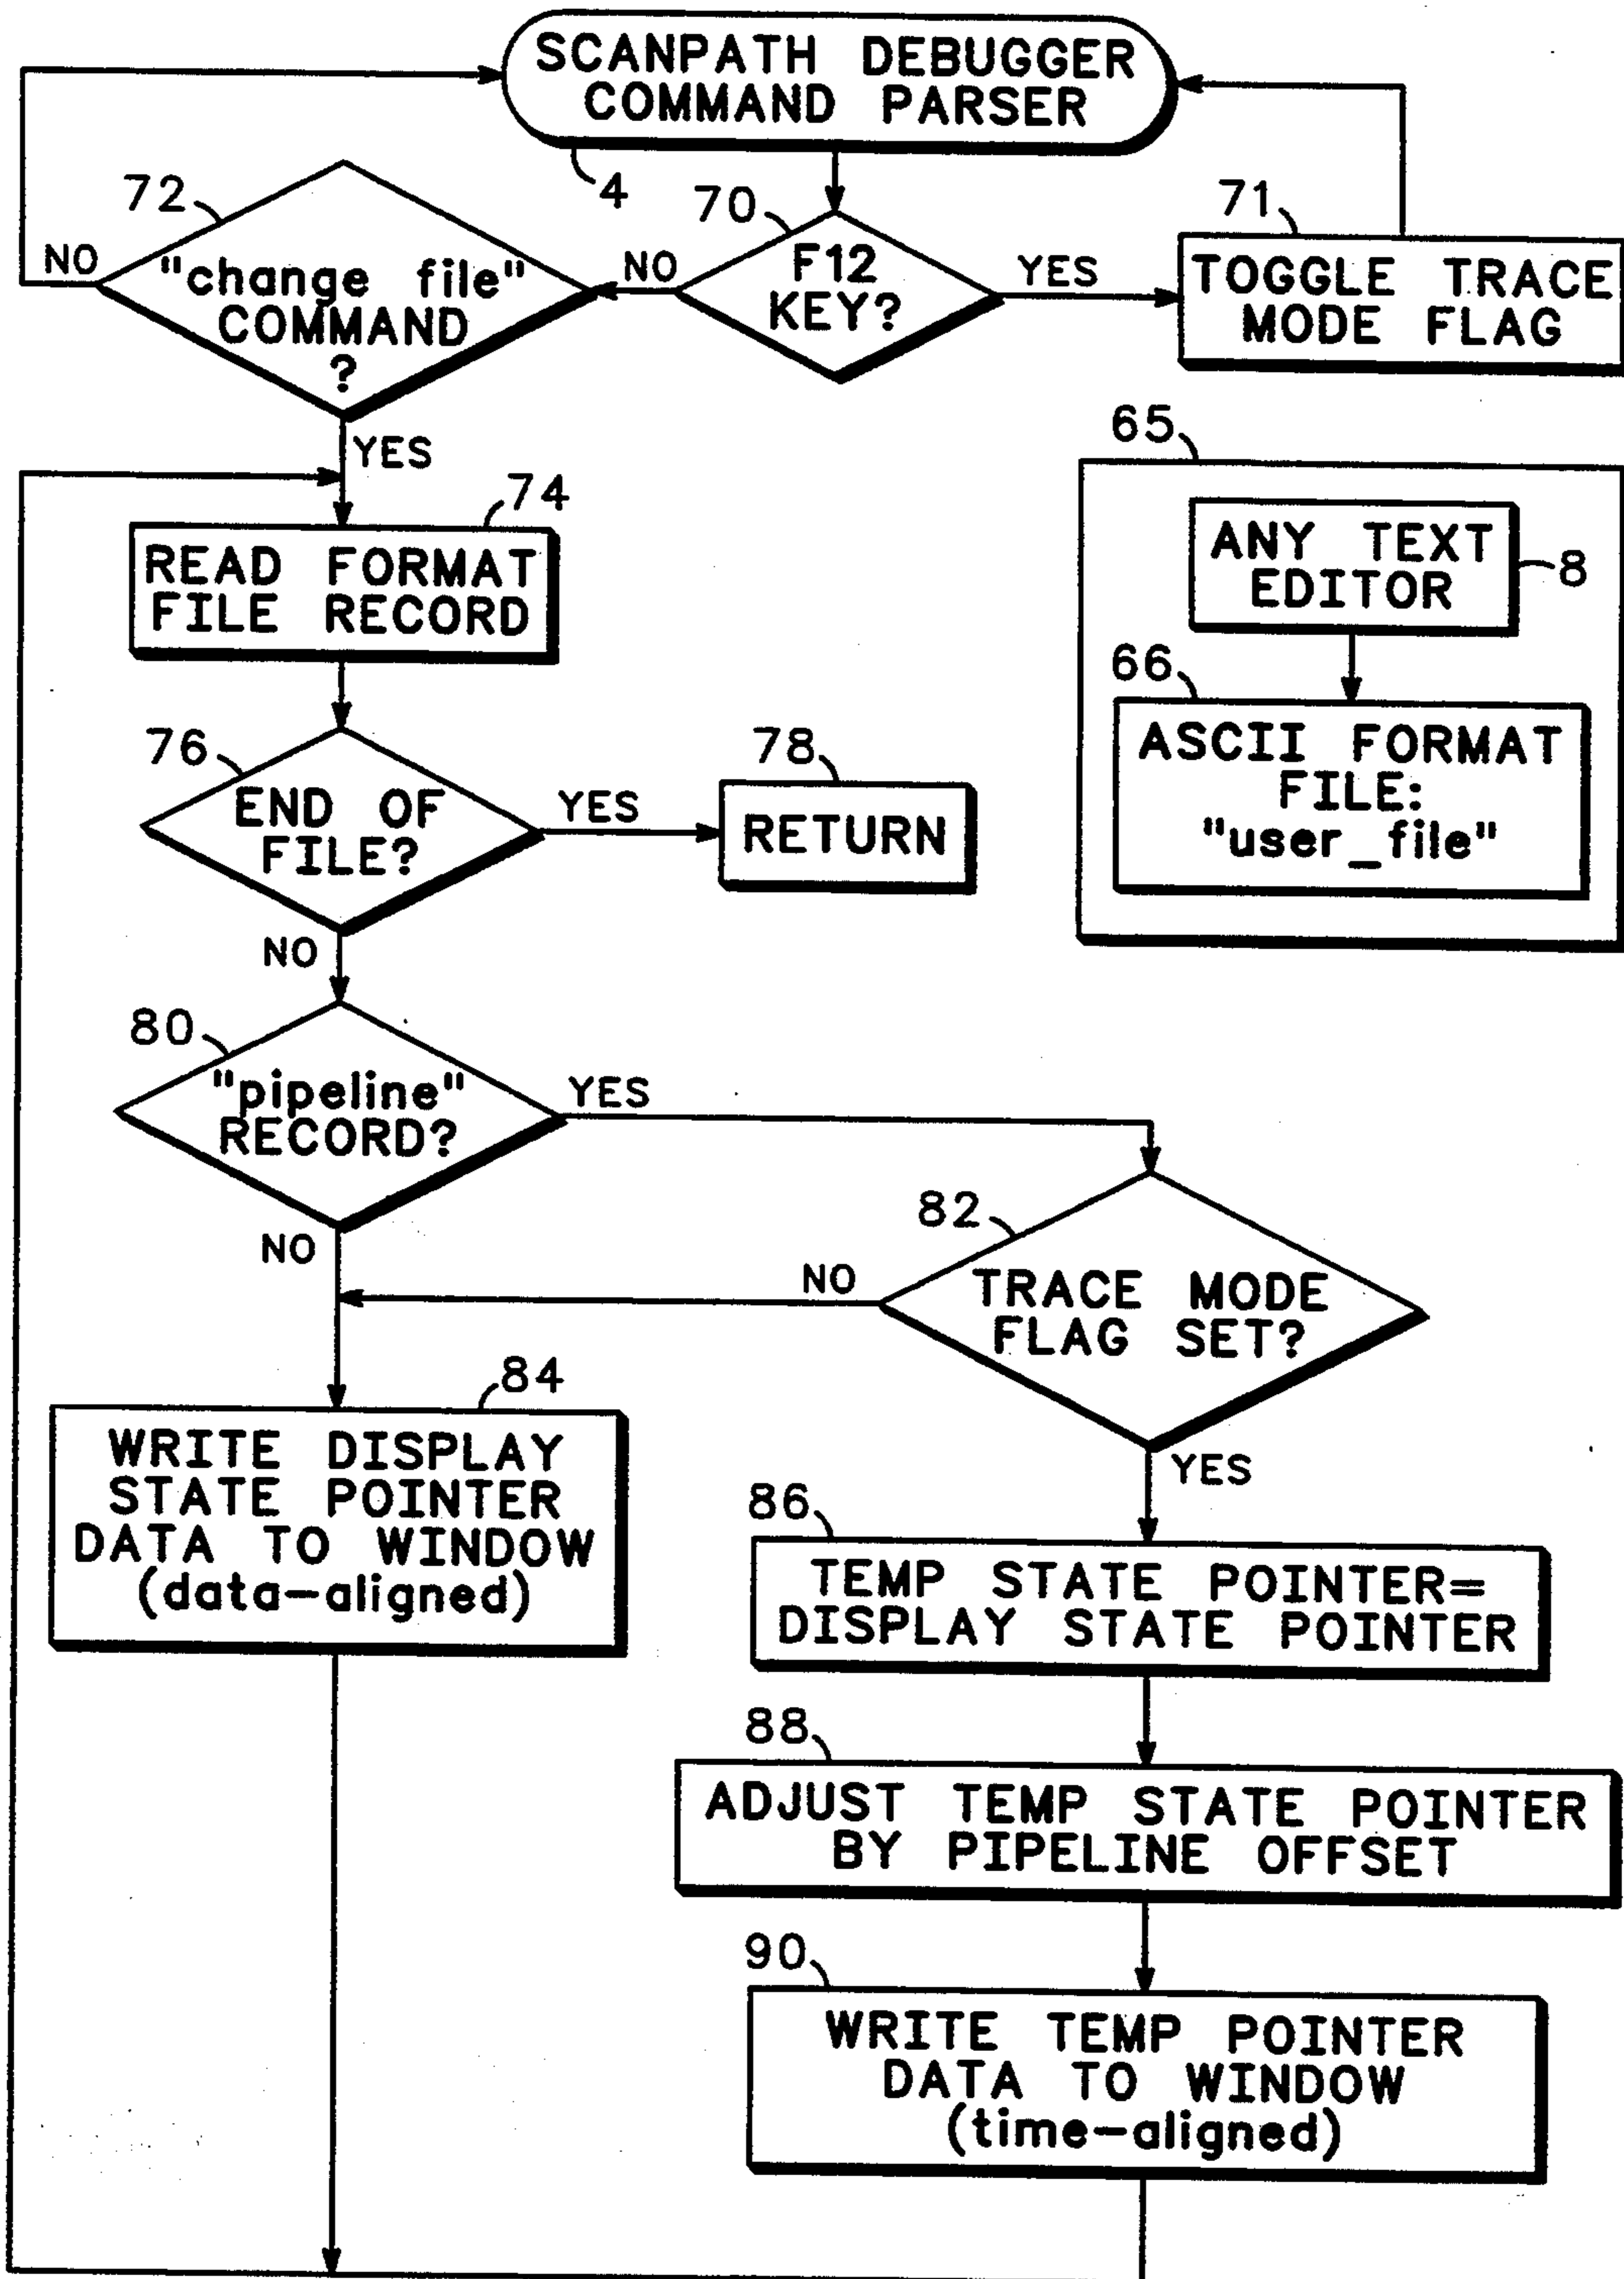 SCANPATH DEBUGGER
COMMAND PARSER
4
72
NO
"change file"
COMMAND
?
YES
70
NO
F12
KEY?
YES
71
TOGGLE TRACE
MODE FLAG
65
ANY TEXT
EDITOR
8
66
ASCII FORMAT
FILE:
"user_file"
74
READ FORMAT
FILE RECORD
76
END OF
FILE?
YES
NO
78
RETURN
80
"pipeline"
RECORD?
YES
NO
82
NO
TRACE MODE
FLAG SET?
YES
84
WRITE DISPLAY
STATE POINTER
DATA TO WINDOW
(data-aligned)
86
TEMP STATE POINTER=
DISPLAY STATE POINTER
88
ADJUST TEMP STATE POINTER
BY PIPELINE OFFSET
90
WRITE TEMP POINTER
DATA TO WINDOW
(time-aligned)